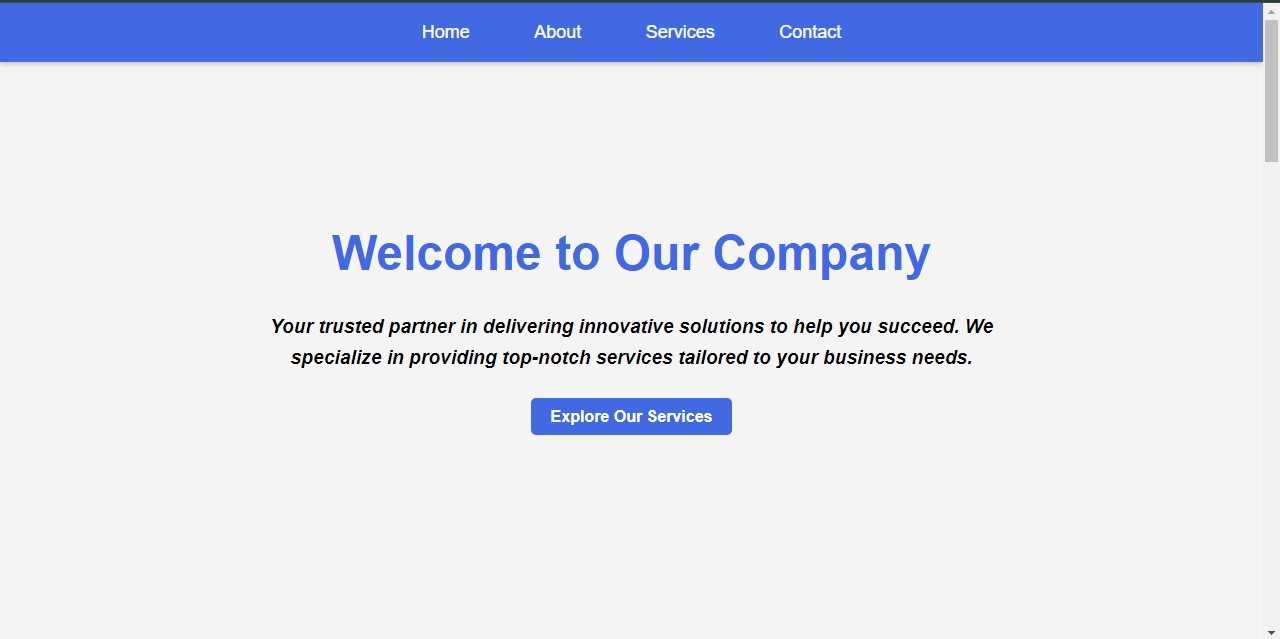 Home About Services Contact
Welcome to Our Company
Your trusted partner in delivering innovative solutions to help you succeed. We
specialize in providing top-notch services tailored to your business needs.
Explore Our Services